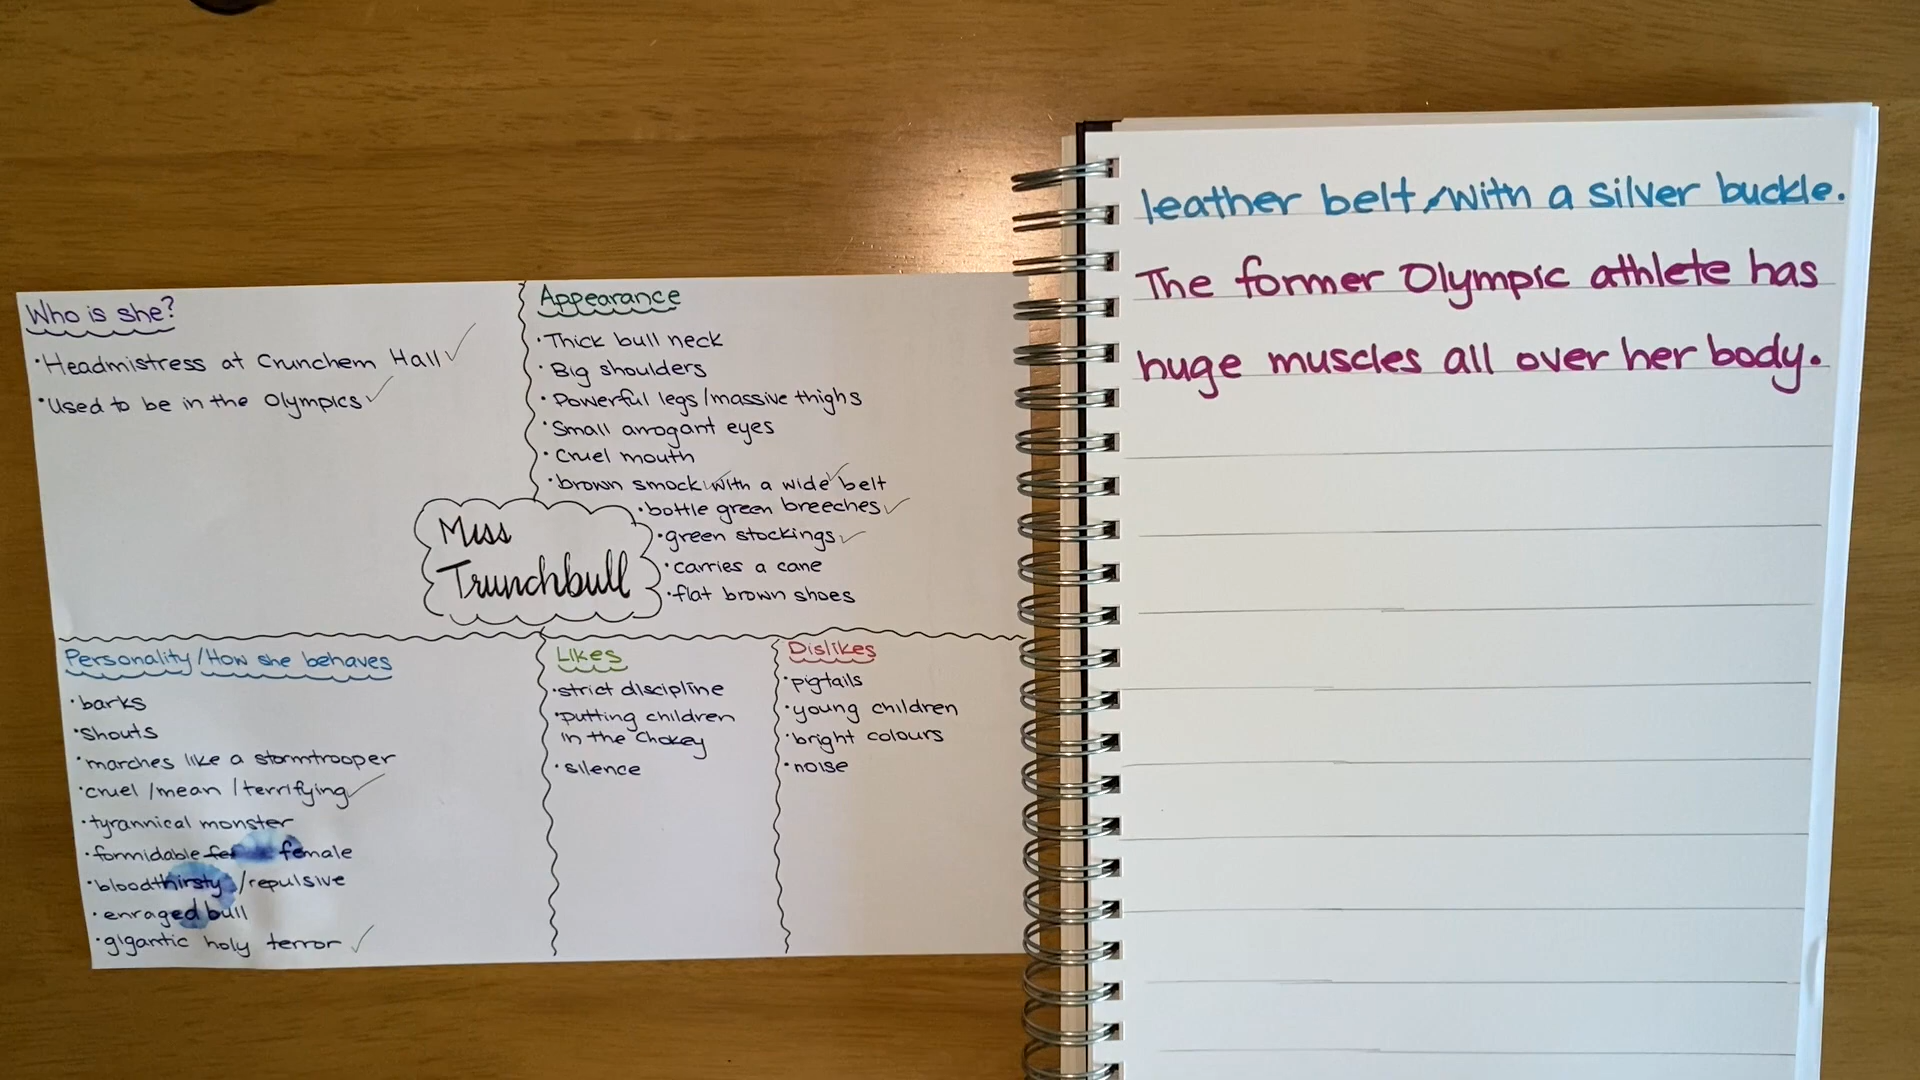 Who is she?
·Headmistress at Crunchem Hall ✓
·Used to be in the Olympics ✓
Appearance
·Thick bull neck
·Big shoulders
·Powerful legs/massive thighs
·Small arrogant eyes
·Cruel mouth
·brown smock with a wide belt
·bottle green breeches ✓
·green stockings ✓
·carries a cane
·flat brown shoes
Miss
Trunchbull
Personality/How she behaves
·barks
·Shouts
·marches like a stormtrooper
·cruel/mean/terrifying ✓
·tyrannical monster
·formidable female
·bloodthirsty/repulsive
·enraged bull
·gigantic holy terror ✓
Likes
·strict discipline
·putting children
in the Chokey
·silence
Dislikes
·pigtails
·young children
·bright colours
·noise
leather belt with a silver buckle.
The former Olympic athlete has
huge muscles all over her body.